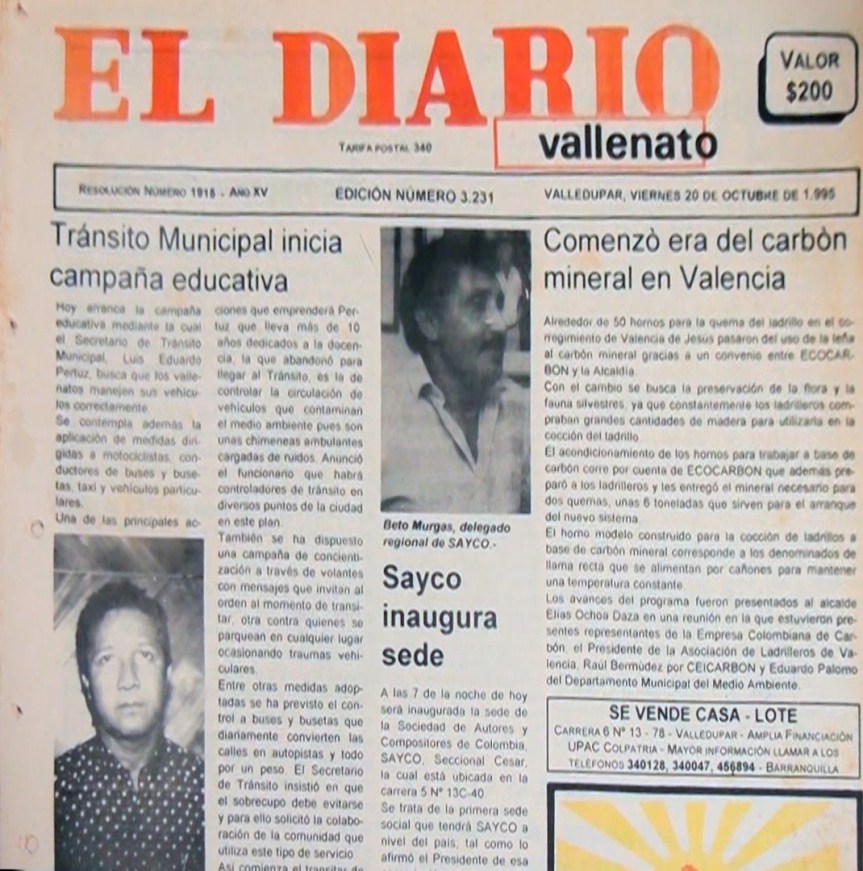 EL DIARIO
vallenato
VALOR
$200
TARIFA POSTAL 340
RESOLUCIÓN NÚMERO 1918 - AÑO XV
EDICIÓN NÚMERO 3.231
VALLEDUPAR, VIERNES 20 DE OCTUBRE DE 1.995
Tránsito Municipal inicia
campaña educativa
Hoy arranca la campaña
educativa mediante la cual
el Secretario de Tránsito
Municipal, Luis Eduardo
Pertuz, busca que los valle-
natos manejen sus vehícu-
los correctamente.
Se contempla además la
aplicación de medidas diri-
gidas a motociclistas, con-
ductores de buses y buse-
tas, taxi y vehículos particu-
lares.
Una de las principales ac-
ciones que emprenderá Per-
tuz que lleva más de 10
años dedicados a la docen-
cia, la que abandonó para
llegar al Tránsito, es la de
controlar la circulación de
vehículos que contaminan
el medio ambiente pues son
unas chimeneas ambulantes
cargadas de ruidos. Anunció
el funcionario que habrá
controladores de tránsito en
diversos puntos de la ciudad
en este plan.
También se ha dispuesto
una campaña de concienti-
zación a través de volantes
con mensajes que invitan al
orden al momento de transi-
tar, otra contra quienes se
parquean en cualquier lugar
ocasionando traumas vehi-
culares.
Entre otras medidas adop-
tadas se ha previsto el con-
trol a buses y busetas que
diariamente convierten las
calles en autopistas y todo
por un peso. El Secretario
de Tránsito insistió en que
el sobrecupo debe evitarse
y para ello solicitó la colabo-
ración de la comunidad que
utiliza este tipo de servicio
Así comienza el transitar de
Beto Murgas, delegado
regional de SAYCO.-
Sayco
inaugura
sede
A las 7 de la noche de hoy
será inaugurada la sede de
la Sociedad de Autores y
Compositores de Colombia,
SAYCO, Seccional Cesar,
la cual está ubicada en la
carrera 5 Nº 13C-40.
Se trata de la primera sede
social que tendrá SAYCO a
nivel del país, tal como lo
afirmó el Presidente de esa
Comenzò era del carbòn
mineral en Valencia
Alrededor de 50 hornos para la quema del ladrillo en el co-
rregimiento de Valencia de Jesús pasaron del uso de la leña
al carbón mineral gracias a un convenio entre ECOCAR-
BON y la Alcaldía.
Con el cambio se busca la preservación de la flora y la
fauna silvestres, ya que constantemente los ladrilleros com-
praban grandes cantidades de madera para utilizarla en la
cocción del ladrillo.
El acondicionamiento de los hornos para trabajar a base de
carbón corre por cuenta de ECOCARBON que además pre-
paró a los ladrilleros y les entregó el mineral necesario para
dos quemas, unas 6 toneladas que sirven para el arranque
del nuevo sistema.
El horno modelo construido para la cocción de ladrillos a
base de carbón mineral corresponde a los denominados de
llama recta que se alimentan por cañones para mantener
una temperatura constante.
Los avances del programa fueron presentados al alcalde
Elías Ochoa Daza en una reunión en la que estuvieron pre-
sentes representantes de la Empresa Colombiana de Car-
bón, el Presidente de la Asociación de Ladrilleros de Va-
lencia, Raúl Bermúdez por CEICARBON y Eduardo Palomo
del Departamento Municipal del Medio Ambiente.
SE VENDE CASA - LOTE
CARRERA 6 Nº 13 - 78 - VALLEDUPAR - AMPLIA FINANCIACIÓN
UPAC COLPATRIA - MAYOR INFORMACIÓN LLAMAR A LOS
TELÉFONOS 340128, 340047, 456894 - BARRANQUILLA